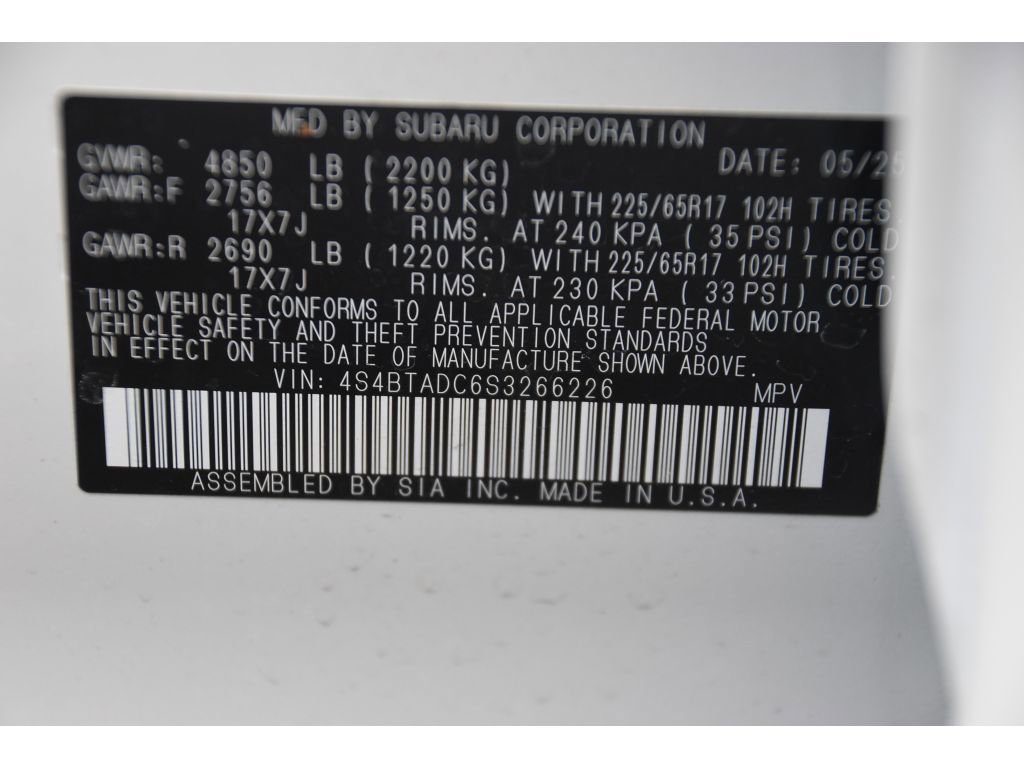 MFD BY SUBARU CORPORATION
DATE: 05/25
GVWR: 4850 LB ( 2200 KG)
GAWR:F 2756 LB ( 1250 KG) WITH 225/65R17 102H TIRES,
17X7J RIMS. AT 240 KPA ( 35 PSI) COLD
GAWR:R 2690 LB ( 1220 KG) WITH 225/65R17 102H TIRES,
17X7J RIMS. AT 230 KPA ( 33 PSI) COLD
THIS VEHICLE CONFORMS TO ALL APPLICABLE FEDERAL MOTOR
VEHICLE SAFETY AND THEFT PREVENTION STANDARDS
IN EFFECT ON THE DATE OF MANUFACTURE SHOWN ABOVE.
VIN: 4S4BTADC6S3266226 MPV
ASSEMBLED BY SIA INC. MADE IN U.S.A.